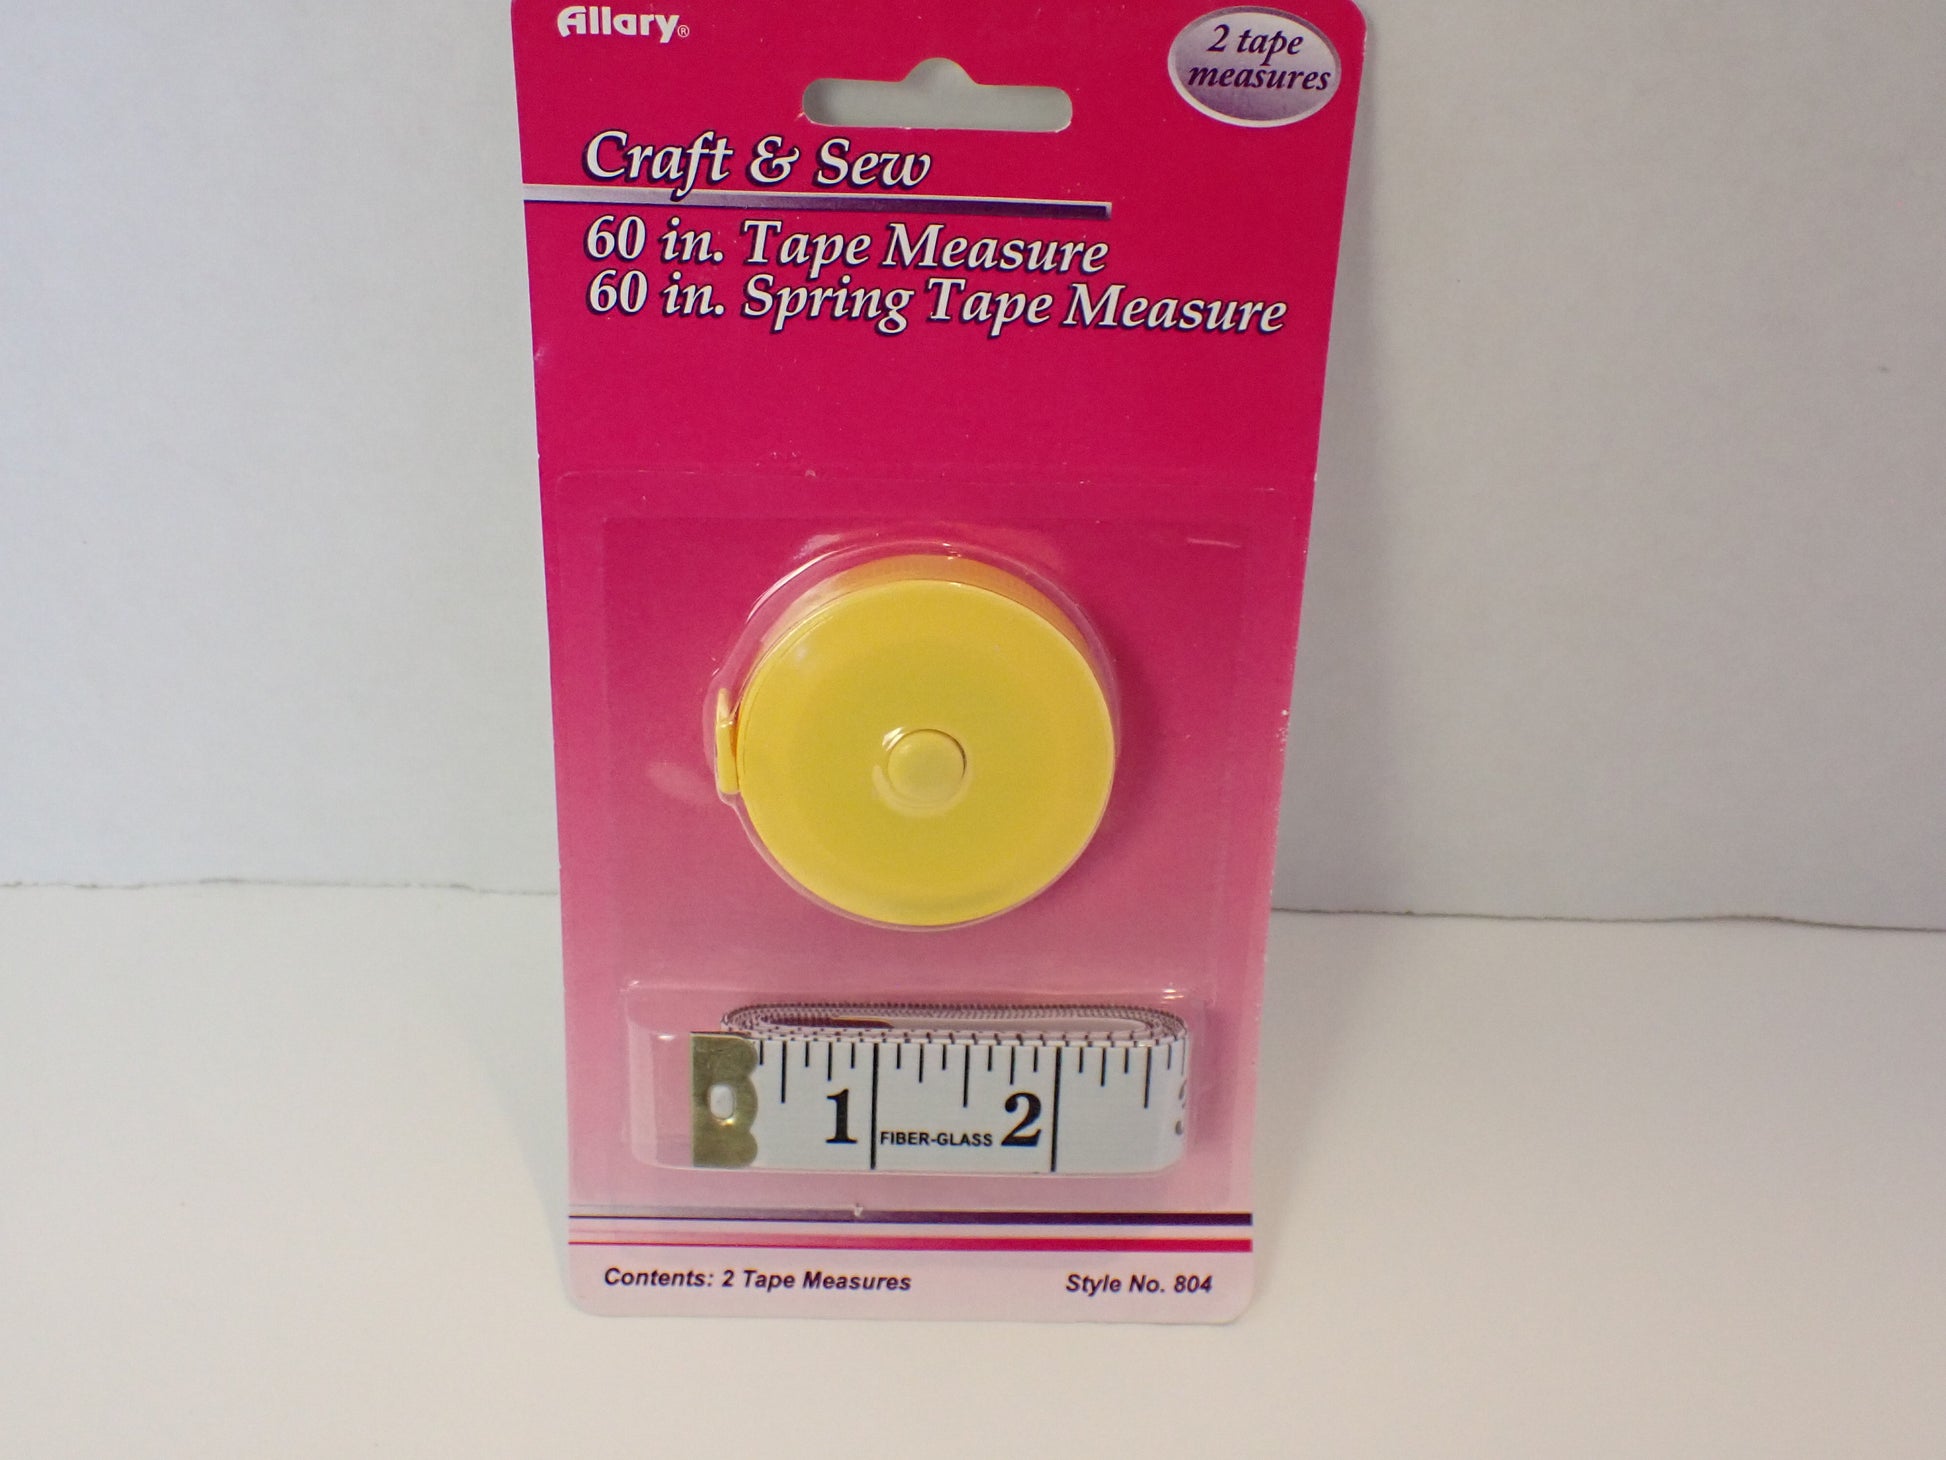 Allary®
2 tape
measures
Craft & Sew
60 in. Tape Measure
60 in. Spring Tape Measure
1 FIBER-GLASS 2
Contents: 2 Tape Measures
Style No. 804